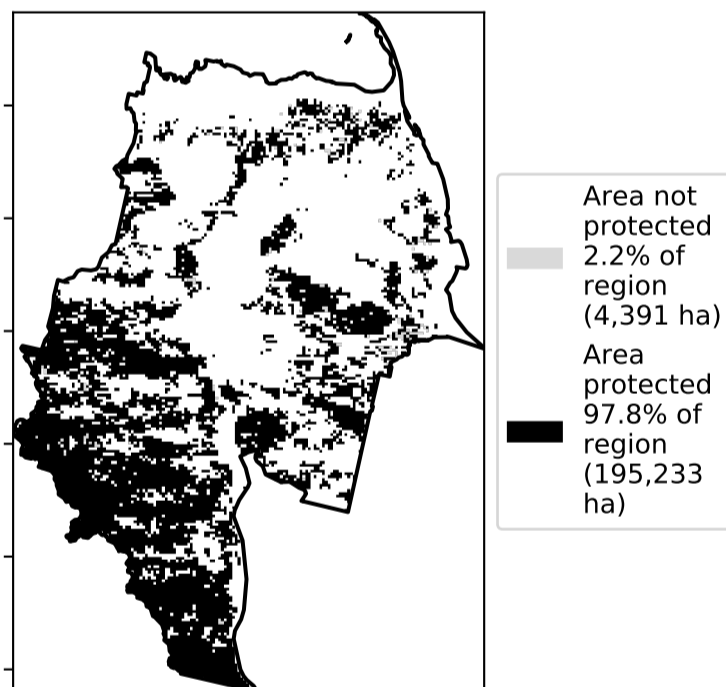 Area not
protected
2.2% of
region
(4,391 ha)
Area
protected
97.8% of
region
(195,233
ha)